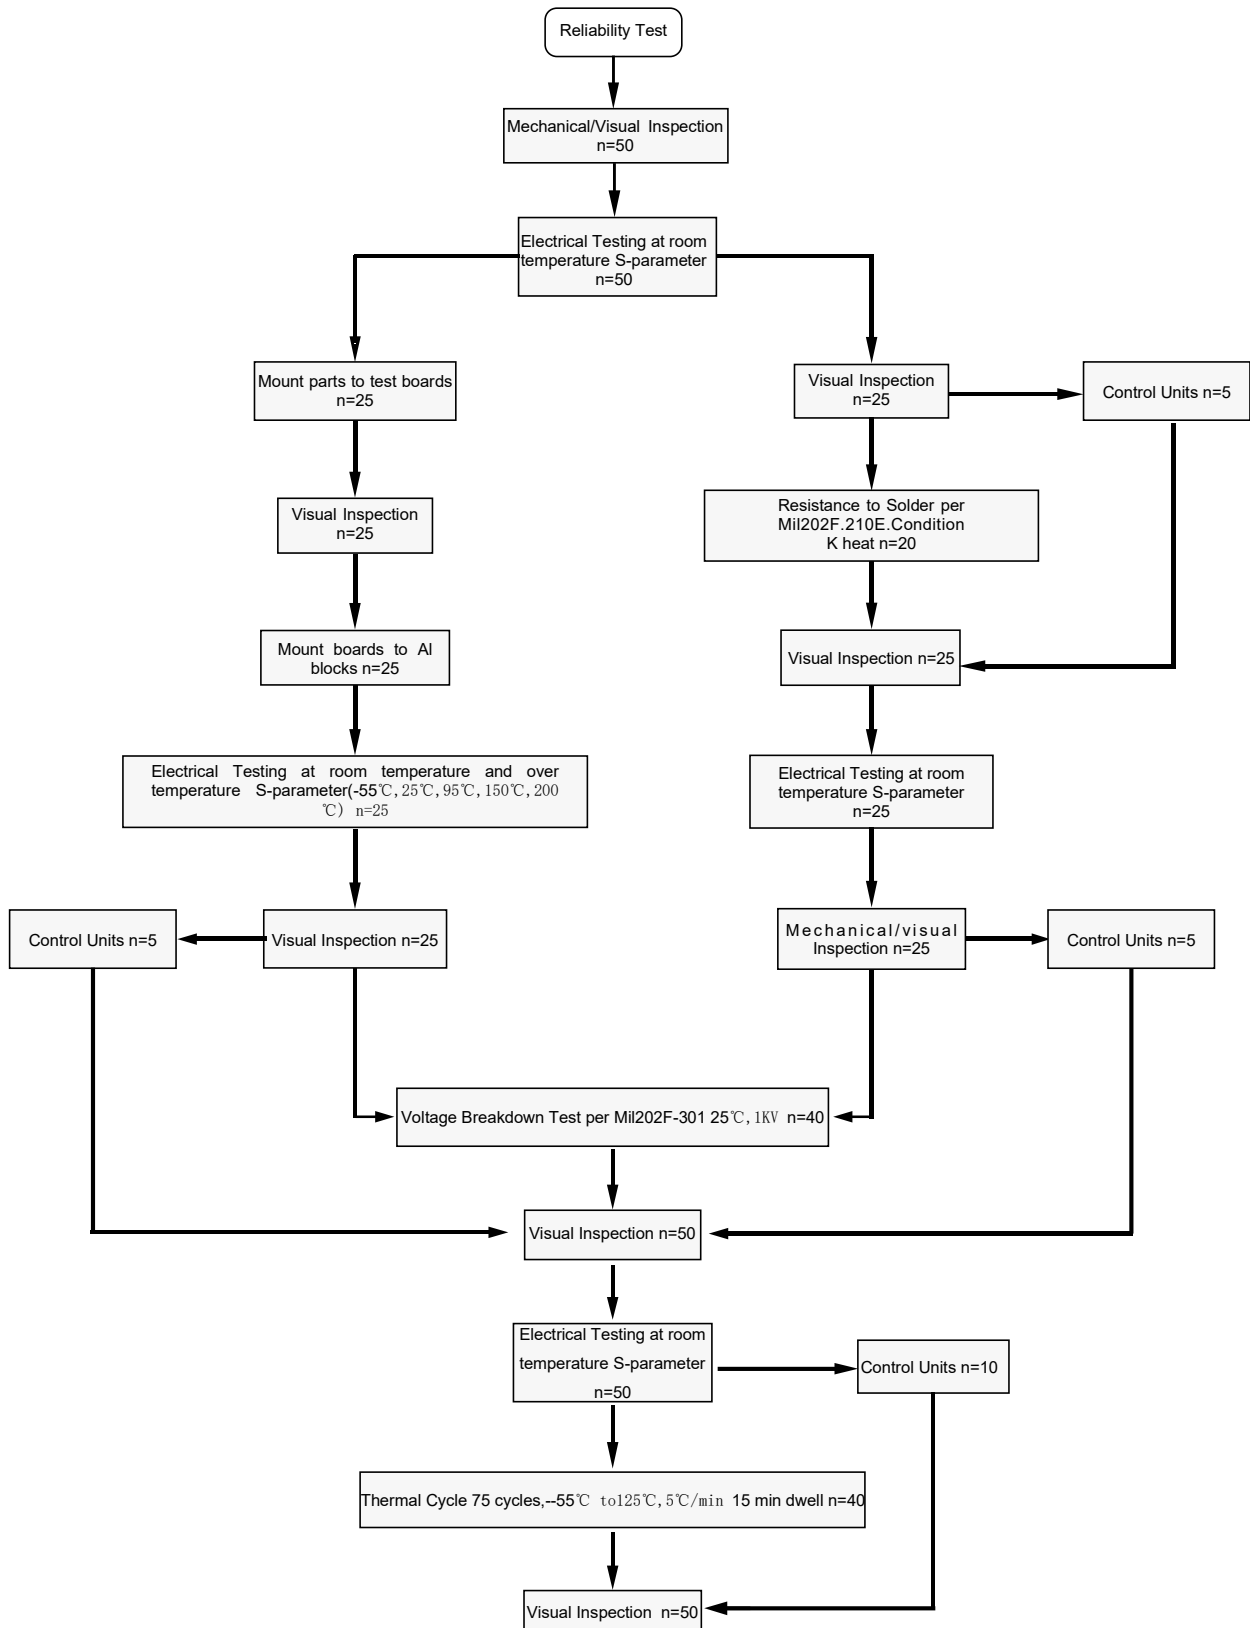 Reliability Test
Mechanical/Visual Inspection
n=50
Electrical Testing at room
temperature S-parameter
n=50
Mount parts to test boards
n=25
Visual Inspection
n=25
Control Units n=5
Visual Inspection
n=25
Resistance to Solder per
Mil202F.210E.Condition
K heat n=20
Mount boards to Al
blocks n=25
Visual Inspection n=25
Electrical Testing at room temperature and over
temperature S-parameter(-55℃,25℃,95℃,150℃,200
℃) n=25
Electrical Testing at room
temperature S-parameter
n=25
Control Units n=5
Visual Inspection n=25
Mechanical/visual
Inspection n=25
Control Units n=5
Voltage Breakdown Test per Mil202F-301 25℃,1KV n=40
Visual Inspection n=50
Electrical Testing at room
temperature S-parameter
n=50
Control Units n=10
Thermal Cycle 75 cycles,--55℃ to125℃,5℃/min 15 min dwell n=40
Visual Inspection n=50